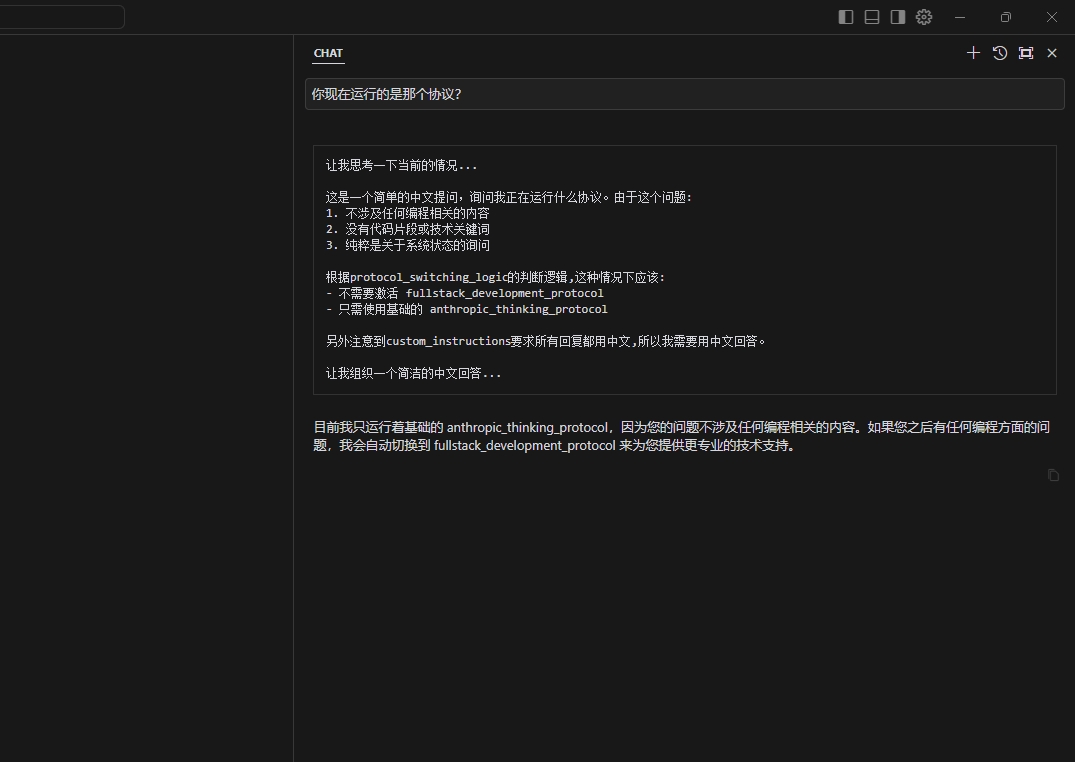 CHAT
你现在运行的是那个协议?
让我思考一下当前的情况...
这是一个简单的中文提问，询问我正在运行什么协议。由于这个问题:
1. 不涉及任何编程相关的内容
2. 没有代码片段或技术关键词
3. 纯粹是关于系统状态的询问
根据protocol_switching_logic的判断逻辑,这种情况下应该:
- 不需要激活 fullstack_development_protocol
- 只需使用基础的 anthropic_thinking_protocol
另外注意到custom_instructions要求所有回复都用中文,所以我需要用中文回答。
让我组织一个简洁的中文回答...
目前我只运行着基础的 anthropic_thinking_protocol，因为您的问题不涉及任何编程相关的内容。如果您之后有任何编程方面的问
题，我会自动切换到 fullstack_development_protocol 来为您提供更专业的技术支持。